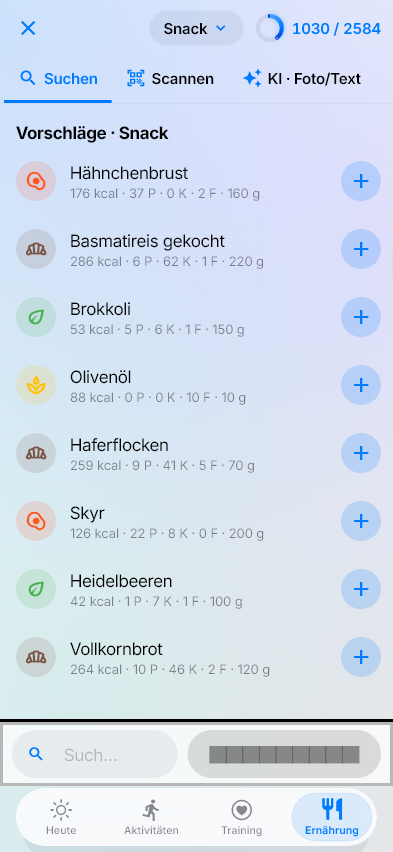 Snack
1030 / 2584
Suchen
Scannen
KI · Foto/Text
Vorschläge · Snack
Hähnchenbrust
176 kcal · 37 P · 0 K · 2 F · 160 g
Basmatireis gekocht
286 kcal · 6 P · 62 K · 1 F · 220 g
Brokkoli
53 kcal · 5 P · 6 K · 1 F · 150 g
Olivenöl
88 kcal · 0 P · 0 K · 10 F · 10 g
Haferflocken
259 kcal · 9 P · 41 K · 5 F · 70 g
Skyr
126 kcal · 22 P · 8 K · 0 F · 200 g
Heidelbeeren
42 kcal · 1 P · 7 K · 1 F · 100 g
Vollkornbrot
264 kcal · 10 P · 46 K · 2 F · 120 g
Such...
Heute
Aktivitäten
Training
Ernährung